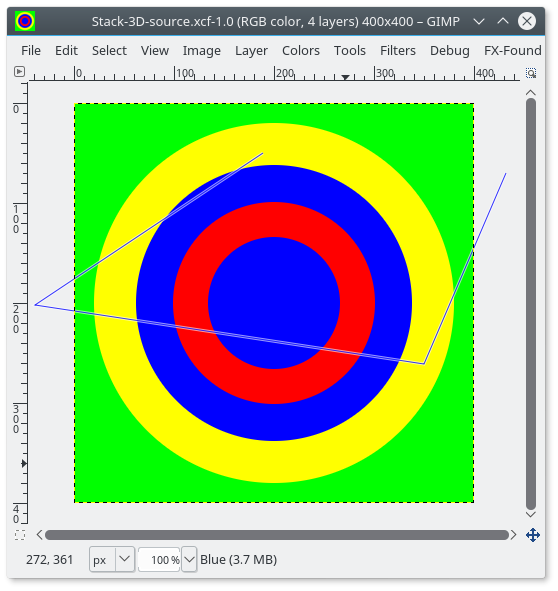 Stack-3D-source.xcf-1.0 (RGB color, 4 layers) 400x400 – GIMP
File Edit Select View Image Layer Colors Tools Filters Debug FX-Found
0 100 200 300 400
0
100
200
300
40
272, 361 px 100 % Blue (3.7 MB)